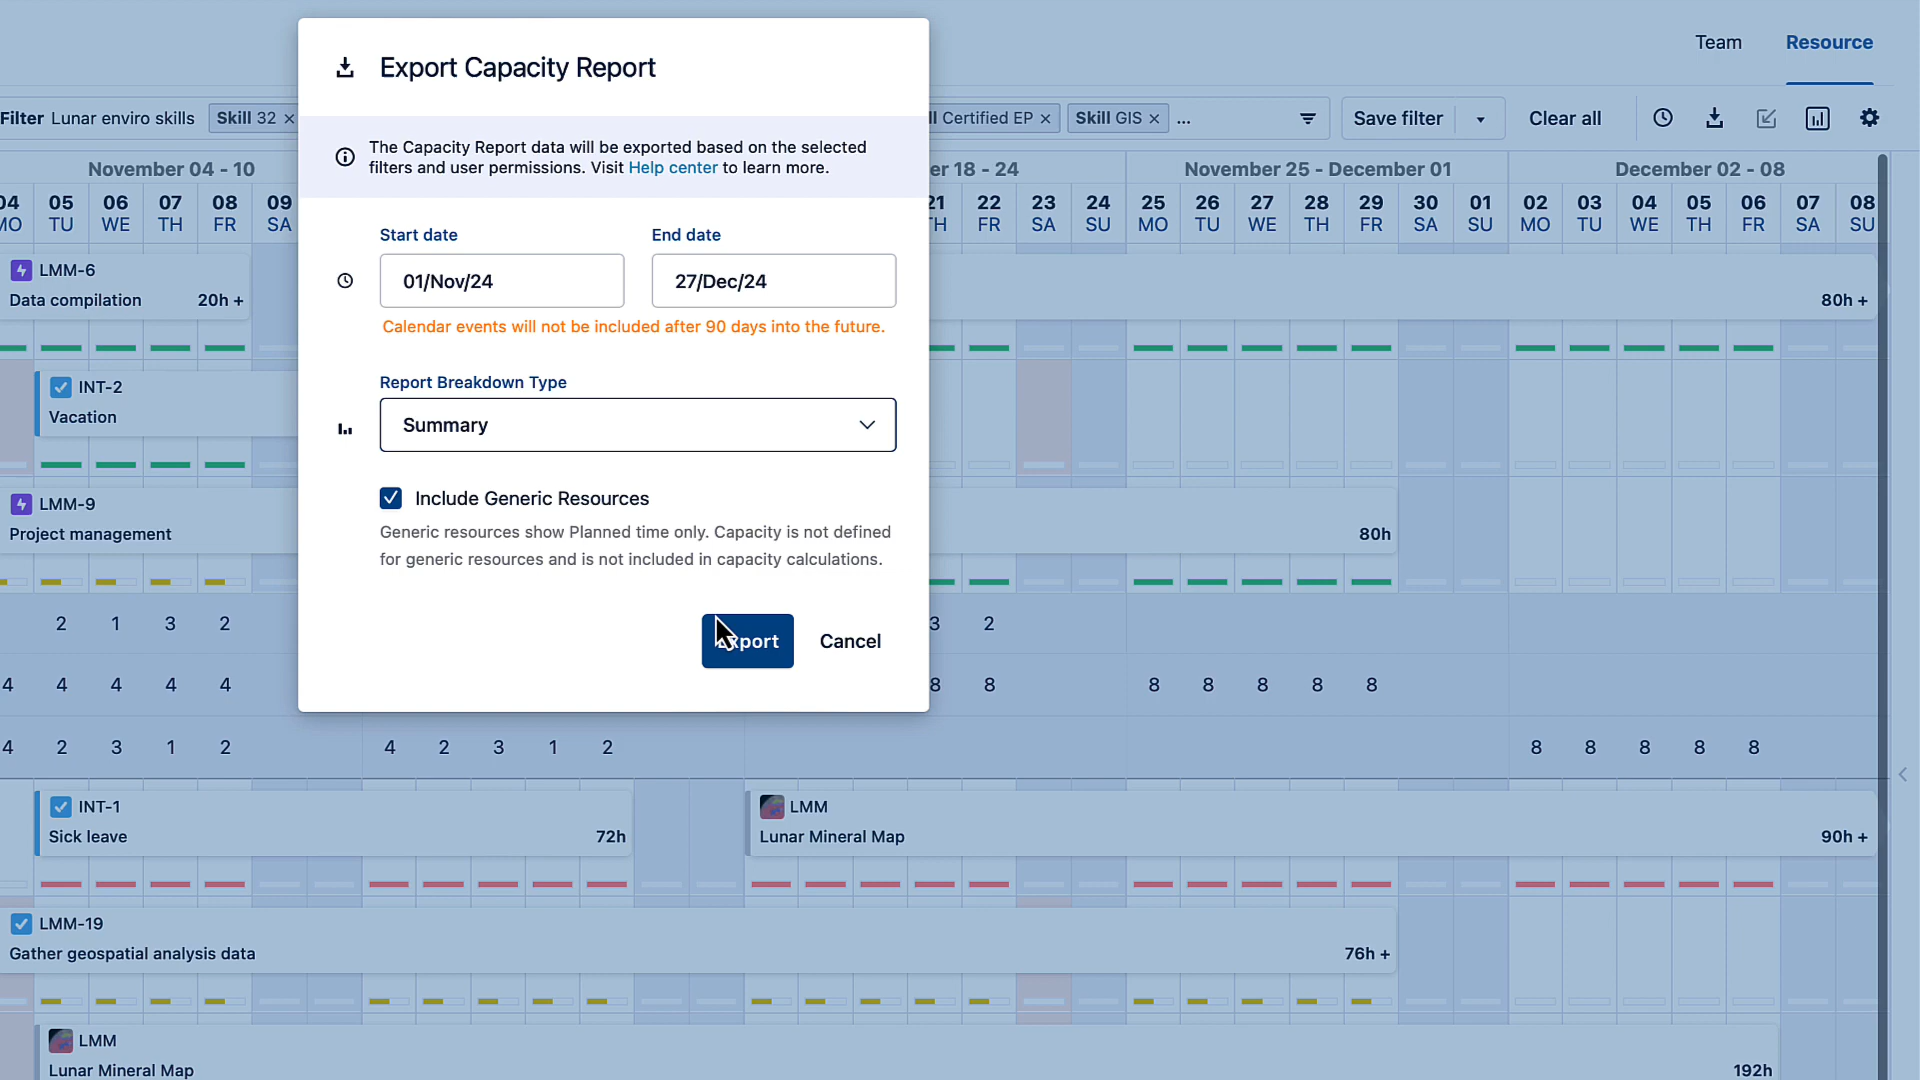 Team
Resource
Filter Lunar enviro skills
Skill 32 ×
Certified EP ×
Skill GIS ×
...
Save filter
Clear all
Export Capacity Report
The Capacity Report data will be exported based on the selected
filters and user permissions. Visit Help center to learn more.
Start date
End date
01/Nov/24
27/Dec/24
Calendar events will not be included after 90 days into the future.
Report Breakdown Type
Summary
Include Generic Resources
Generic resources show Planned time only. Capacity is not defined
for generic resources and is not included in capacity calculations.
Export
Cancel
November 04 - 10
18 - 24
November 25 - December 01
December 02 - 08
04 05 06 07 08 09 21 22 23 24 25 26 27 28 29 30 01 02 03 04 05 06 07 08
MO TU WE TH FR SA TH FR SA SU MO TU WE TH FR SA SU MO TU WE TH FR SA SU
LMM-6
Data compilation 20h +
80h +
INT-2
Vacation
LMM-9
Project management
80h
2 1 3 2 3 2
4 4 4 4 4 8 8 8 8 8 8 8
4 2 3 1 2 4 2 3 1 2 8 8 8 8 8
INT-1
Sick leave 72h
LMM
Lunar Mineral Map 90h +
LMM-19
Gather geospatial analysis data 76h +
LMM
Lunar Mineral Map 192h